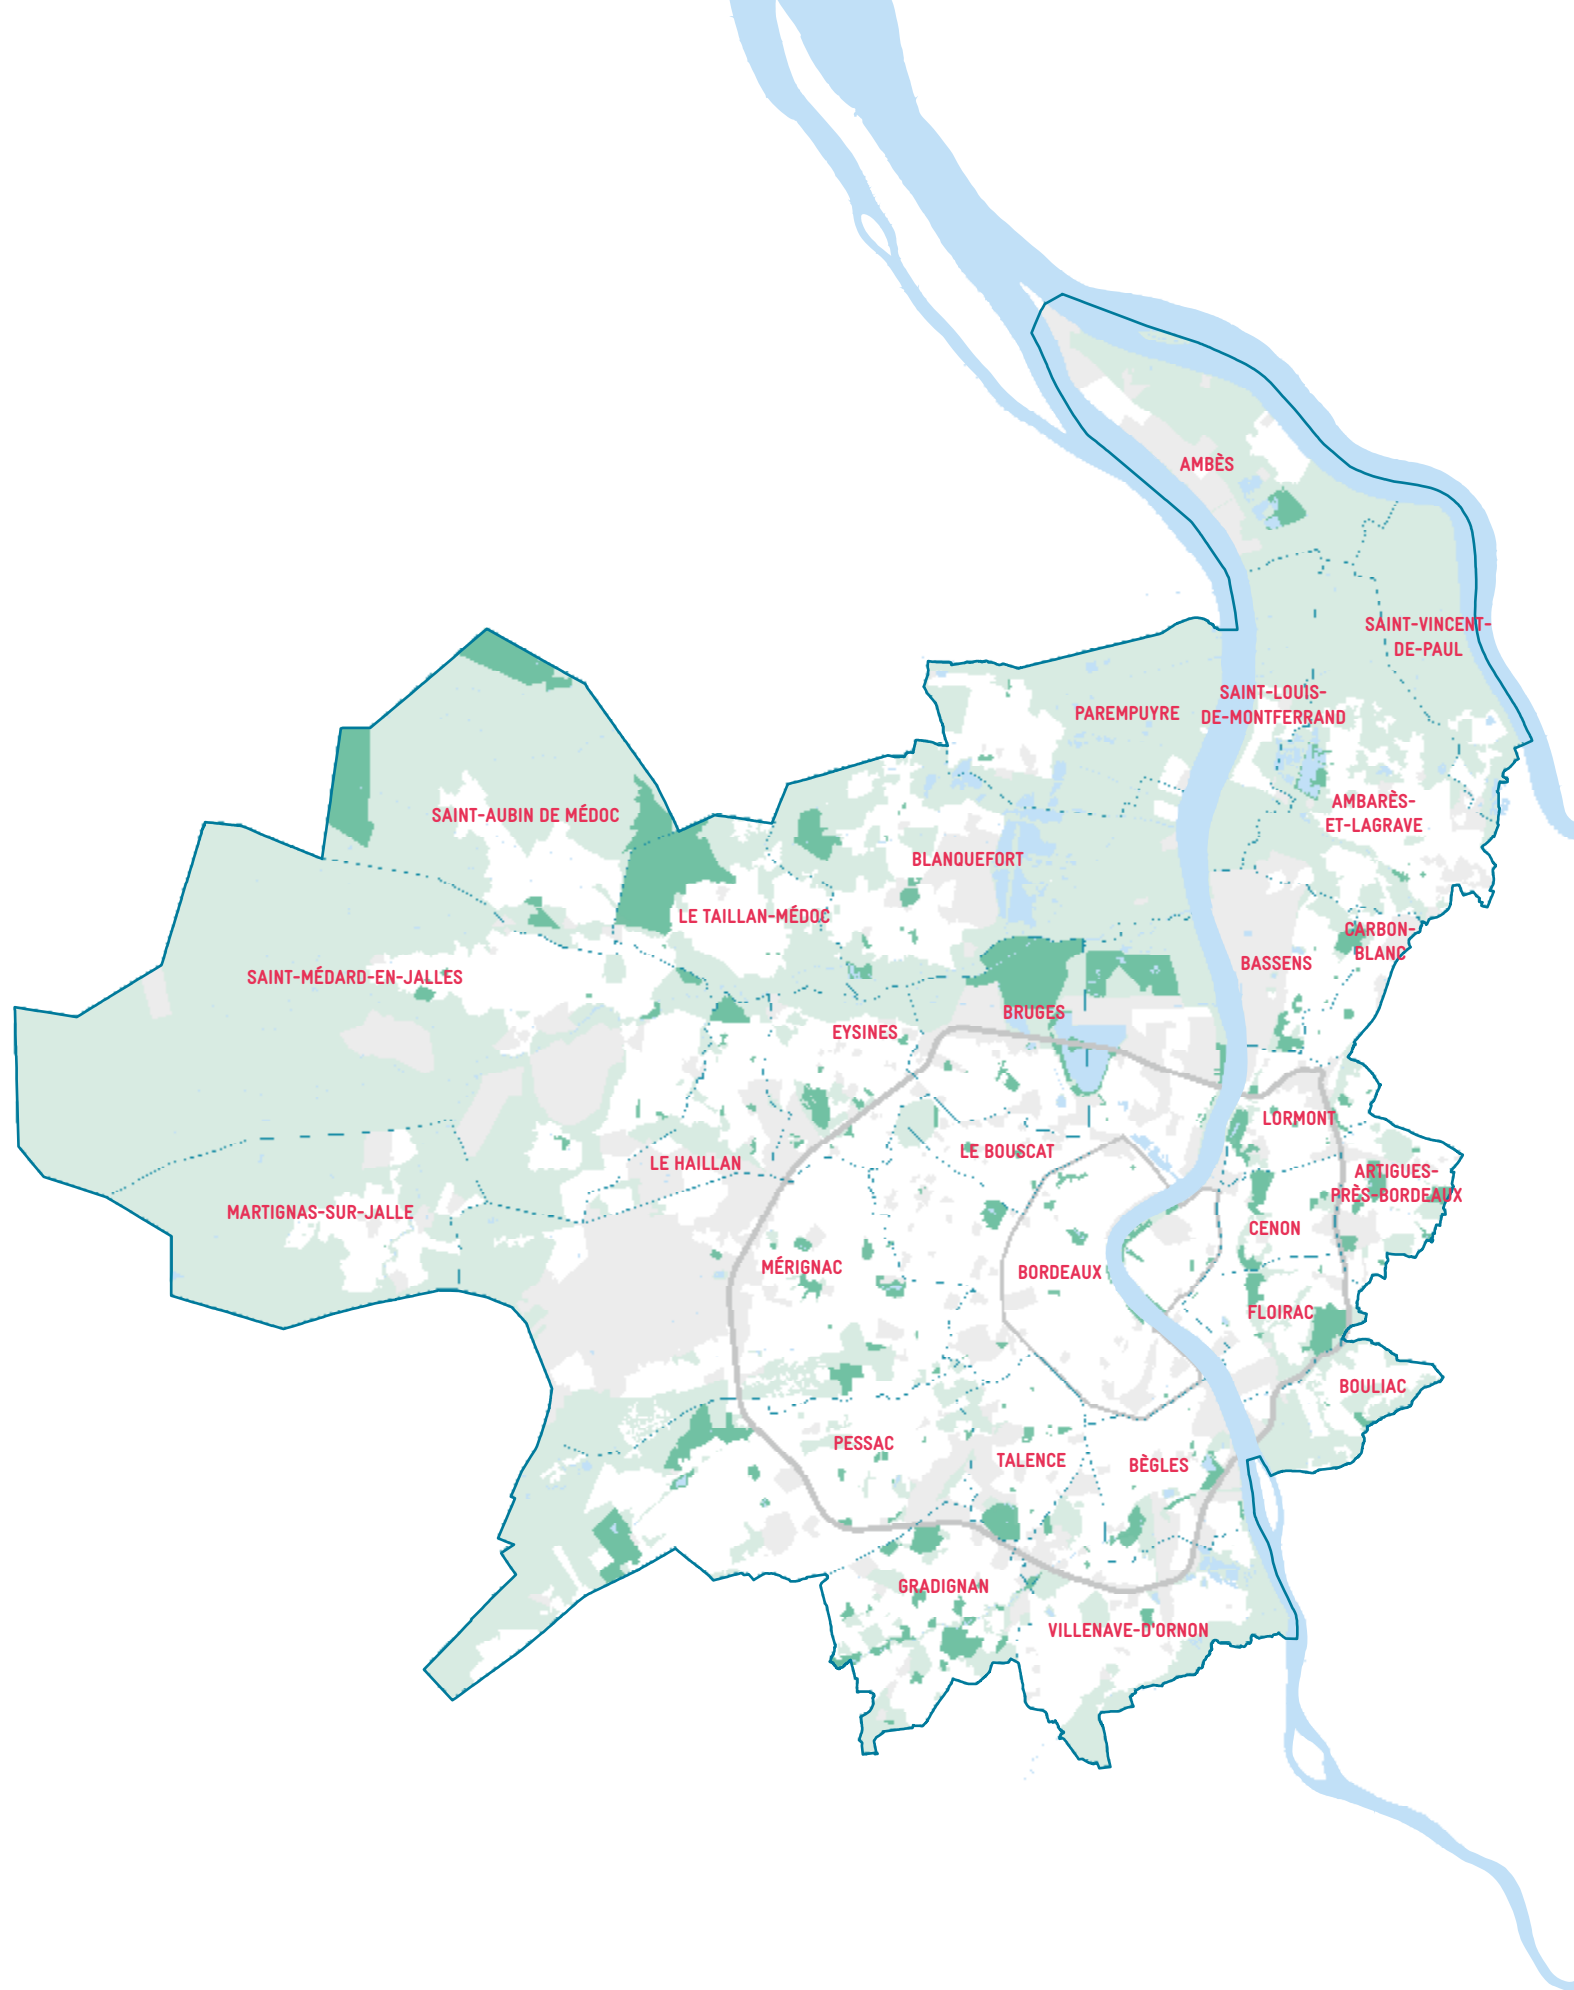 AMBÈS
SAINT-VINCENT-
DE-PAUL
SAINT-LOUIS-
DE-MONTFERRAND
PAREMPUYRE
AMBARÈS-
ET-LAGRAVE
SAINT-AUBIN DE MÉDOC
BLANQUEFORT
LE TAILLAN-MÉDOC
CARBON-
BLANC
BASSENS
SAINT-MÉDARD-EN-JALLES
BRUGES
EYSINES
LORMONT
LE BOUSCAT
LE HAILLAN
ARTIGUES-
PRÈS-BORDEAUX
MARTIGNAS-SUR-JALLE
CENON
MÉRIGNAC
BORDEAUX
FLOIRAC
BOULIAC
PESSAC
TALENCE
BÈGLES
GRADIGNAN
VILLENAVE-D'ORNON